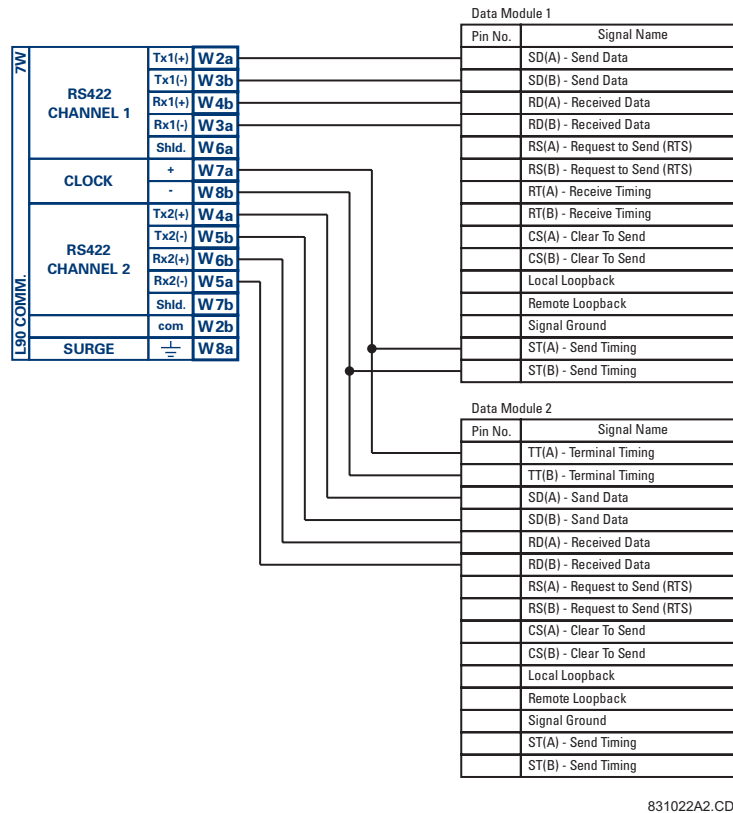 7W
L90 COMM.
RS422
CHANNEL 1
Tx1(+) W2a
Tx1(-) W3b
Rx1(+) W4b
Rx1(-) W3a
Shld. W6a
CLOCK
+ W7a
- W8b
RS422
CHANNEL 2
Tx2(+) W4a
Tx2(-) W5b
Rx2(+) W6b
Rx2(-) W5a
Shld. W7b
com W2b
SURGE W8a
Data Module 1
Pin No. Signal Name
SD(A) - Send Data
SD(B) - Send Data
RD(A) - Received Data
RD(B) - Received Data
RS(A) - Request to Send (RTS)
RS(B) - Request to Send (RTS)
RT(A) - Receive Timing
RT(B) - Receive Timing
CS(A) - Clear To Send
CS(B) - Clear To Send
Local Loopback
Remote Loopback
Signal Ground
ST(A) - Send Timing
ST(B) - Send Timing
Data Module 2
Pin No. Signal Name
TT(A) - Terminal Timing
TT(B) - Terminal Timing
SD(A) - Sand Data
SD(B) - Sand Data
RD(A) - Received Data
RD(B) - Received Data
RS(A) - Request to Send (RTS)
RS(B) - Request to Send (RTS)
CS(A) - Clear To Send
CS(B) - Clear To Send
Local Loopback
Remote Loopback
Signal Ground
ST(A) - Send Timing
ST(B) - Send Timing
831022A2.CD